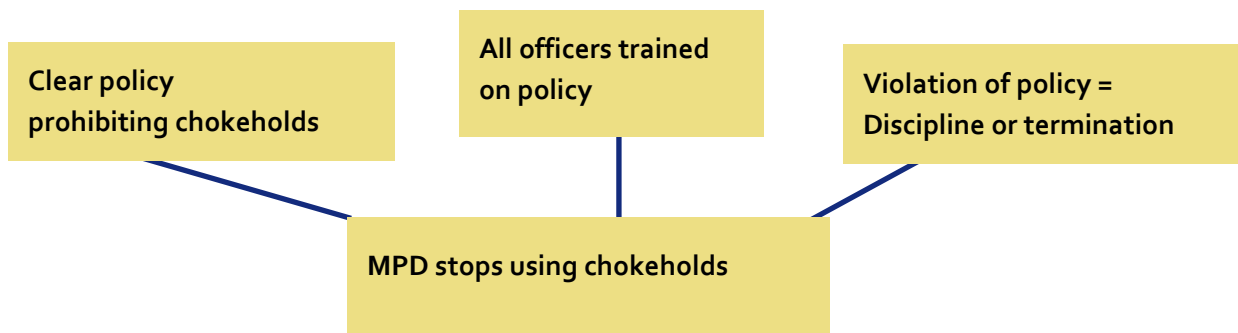 Clear policy
prohibiting chokeholds
All officers trained
on policy
Violation of policy =
Discipline or termination
MPD stops using chokeholds